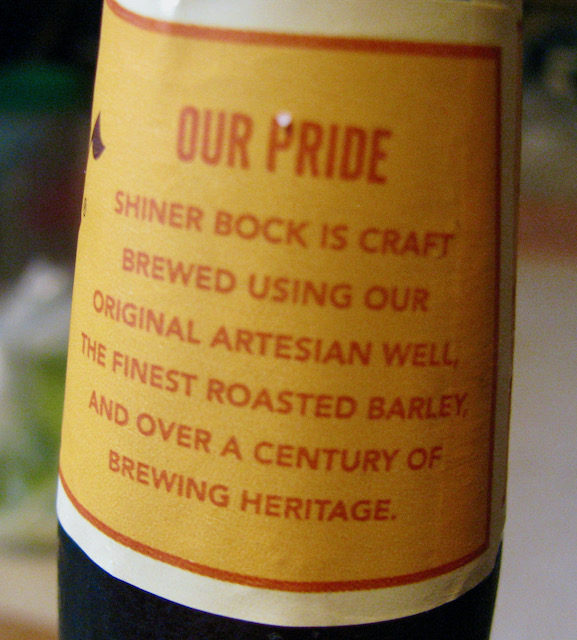 OUR PRIDE
SHINER BOCK IS CRAFT
BREWED USING OUR
ORIGINAL ARTESIAN WELL,
THE FINEST ROASTED BARLEY,
AND OVER A CENTURY OF
BREWING HERITAGE.